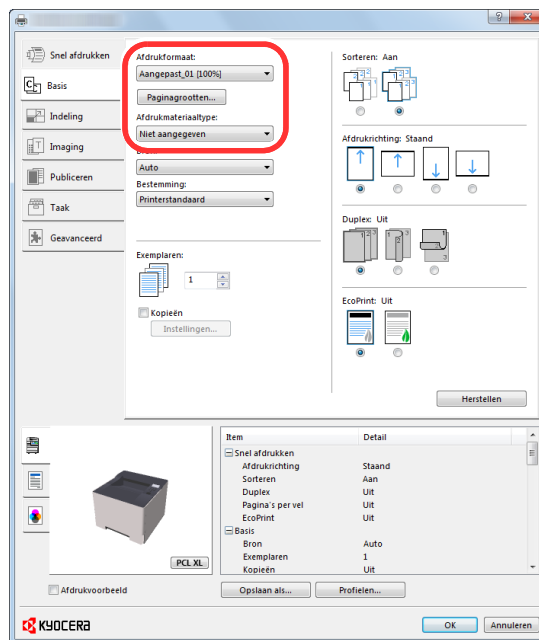 Snel afdrukken
Basis
Indeling
Imaging
Publiceren
Taak
Geavanceerd
Afdrukformaat:
Aangepast_01 [100%]
Paginagrootten...
Afdrukmateriaaltype:
Niet aangegeven
Auto
Bestemming:
Printerstandaard
Exemplaren:
1
Kopieën
Instellingen...
Sorteren: Aan
Afdrukrichting: Staand
Duplex: Uit
EcoPrint: Uit
Herstellen
PCL XL
Afdrukvoorbeeld
Item Detail
Snel afdrukken
Afdrukrichting Staand
Sorteren Aan
Duplex Uit
Pagina's per vel Uit
EcoPrint Uit
Basis
Bron Auto
Exemplaren 1
Kopieën Uit
Opslaan als... Profielen...
KYOCERA
OK Annuleren